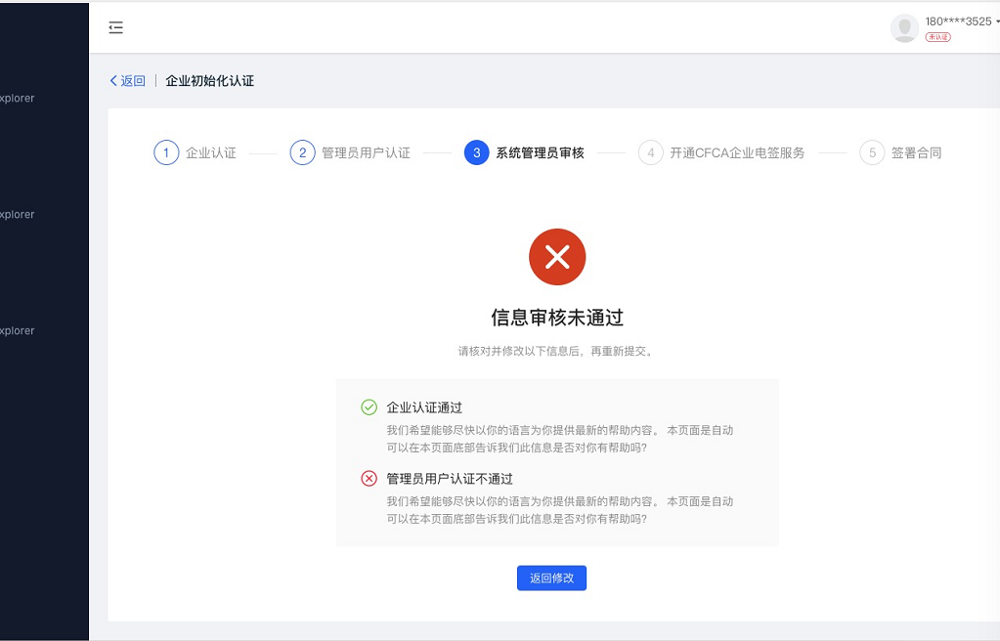 180****3525
未认证
返回
企业初始化认证
xplorer
1 企业认证
2 管理员用户认证
3 系统管理员审核
4 开通CFCA企业电签服务
5 签署合同
xplorer
信息审核未通过
xplorer
请核对并修改以下信息后，再重新提交。
企业认证通过
我们希望能够尽快以你的语言为你提供最新的帮助内容。 本页面是自动
可以在本页面底部告诉我们此信息是否对你有帮助吗?
管理员用户认证不通过
我们希望能够尽快以你的语言为你提供最新的帮助内容。 本页面是自动
可以在本页面底部告诉我们此信息是否对你有帮助吗?
返回修改